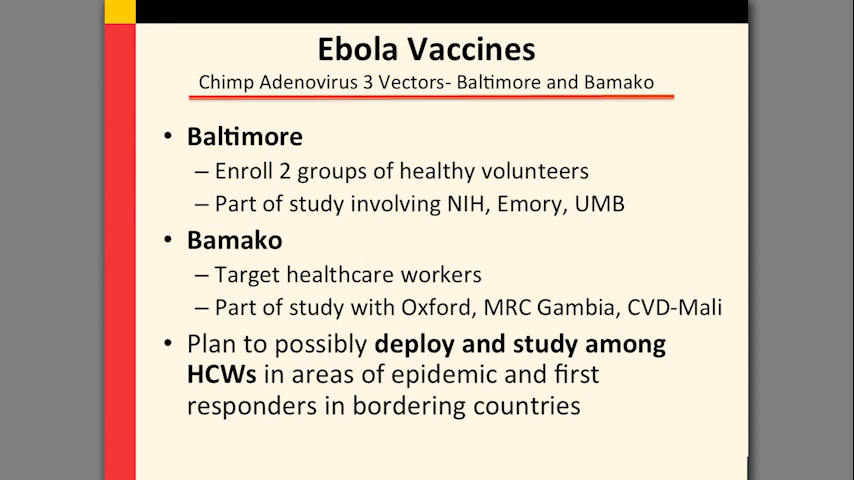 Ebola Vaccines
Chimp Adenovirus 3 Vectors- Baltimore and Bamako
• Baltimore
– Enroll 2 groups of healthy volunteers
– Part of study involving NIH, Emory, UMB
• Bamako
– Target healthcare workers
– Part of study with Oxford, MRC Gambia, CVD-Mali
• Plan to possibly deploy and study among
HCWs in areas of epidemic and first
responders in bordering countries